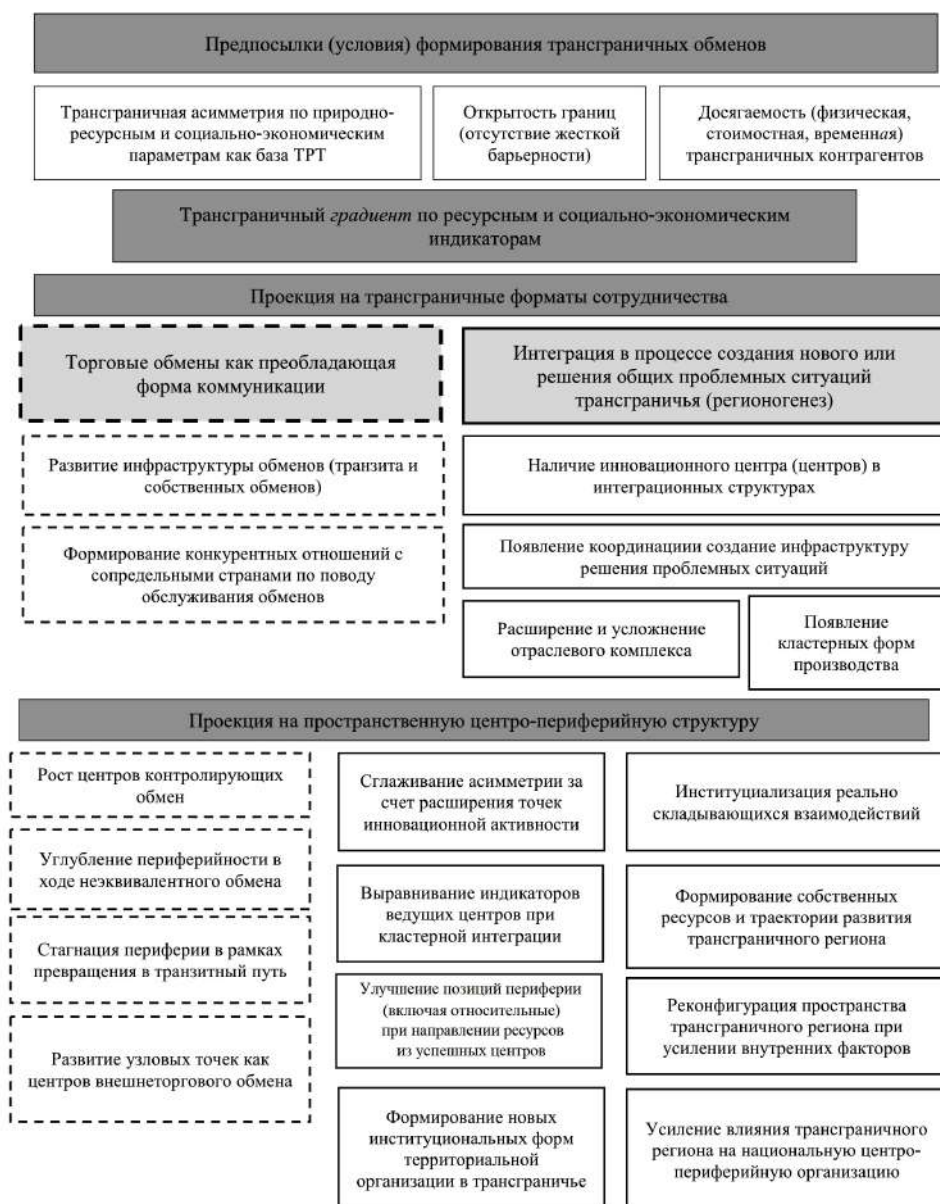 Предпосылки (условия) формирования трансграничных обменов
Трансграничная асимметрия по природно-
ресурсным и социально-экономическим
параметрам как база ТРТ
Открытость границ
(отсутствие жесткой
барьерности)
Досягаемость (физическая,
стоимостная, временная)
трансграничных контрагентов
Трансграничный градиент по ресурсным и социально-экономическим
индикаторам
Проекция на трансграничные форматы сотрудничества
Торговые обмены как преобладающая
форма коммуникации
Интеграция в процессе создания нового или
решения общих проблемных ситуаций
трансграничья (регионогенез)
Развитие инфраструктуры обменов (транзита и
собственных обменов)
Наличие инновационного центра (центров) в
интеграционных структурах
Формирование конкурентных отношений с
сопредельными странами по поводу
обслуживания обменов
Появление координациии создание инфраструктуру
решения проблемных ситуаций
Расширение и усложнение
отраслевого комплекса
Появление
кластерных форм
производства
Проекция на пространственную центро-периферийную структуру
Рост центров контролирующих
обмен
Углубление периферийности в
ходе неэквивалентного обмена
Стагнация периферии в рамках
превращения в транзитный путь
Развитие узловых точек как
центров внешнеторгового обмена
Сглаживание асимметрии за
счет расширения точек
инновационной активности
Выравнивание индикаторов
ведущих центров при
кластерной интеграции
Улучшение позиций периферии
(включая относительные)
при направлении ресурсов
из успешных центров
Формирование новых
институциональных форм
территориальной
организации в трансграничье
Институциализация реально
складывающихся взаимодействий
Формирование собственных
ресурсов и траектории развития
трансграничного региона
Реконфигурация пространства
трансграничного региона при
усилении внутренних факторов
Усиление влияния трансграничного
региона на национальную центро-
периферийную организацию